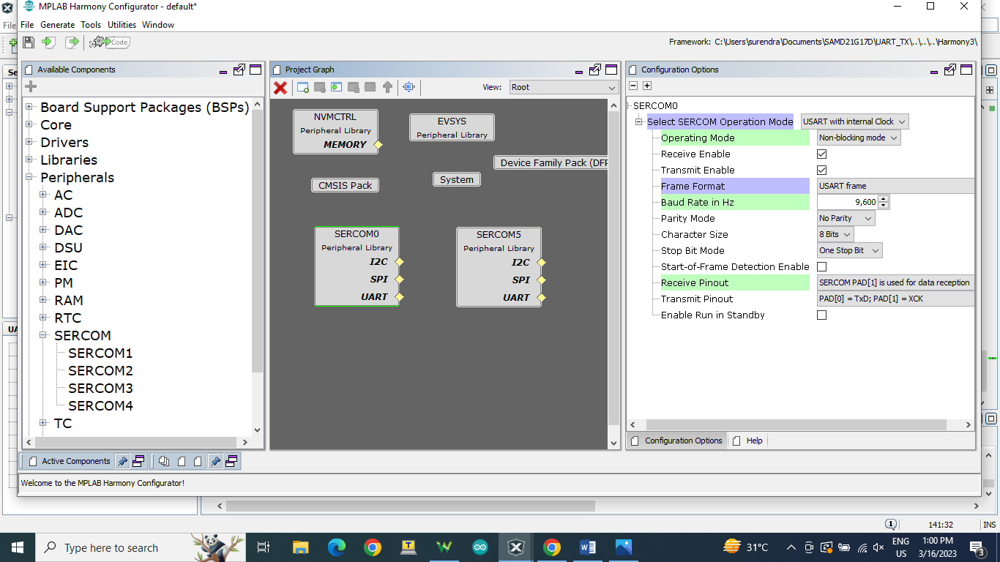 MPLAB Harmony Configurator - default*
File Generate Tools Utilities Window
Code
Framework: C:\Users\surendra\Documents\SAMD21G17D\UART_TX\..\..\..\Harmony3\
Available Components
Board Support Packages (BSPs)
Core
Drivers
Libraries
Peripherals
AC
ADC
DAC
DSU
EIC
PM
RAM
RTC
SERCOM
SERCOM1
SERCOM2
SERCOM3
SERCOM4
TC
Active Components
Project Graph
View: Root
NVMCTRL
Peripheral Library
MEMORY
EVSYS
Peripheral Library
Device Family Pack (DFP
System
CMSIS Pack
SERCOM0
Peripheral Library
I2C
SPI
UART
SERCOM5
Peripheral Library
I2C
SPI
UART
Configuration Options
SERCOM0
Select SERCOM Operation Mode USART with internal Clock
Operating Mode Non-blocking mode
Receive Enable
Transmit Enable
Frame Format USART frame
Baud Rate in Hz 9,600
Parity Mode No Parity
Character Size 8 Bits
Stop Bit Mode One Stop Bit
Start-of-Frame Detection Enable
Receive Pinout SERCOM PAD[1] is used for data reception
Transmit Pinout PAD[0] = TxD; PAD[1] = XCK
Enable Run in Standby
Configuration Options Help
Welcome to the MPLAB Harmony Configurator!
File
Se
UA
1 141:32 INS
Type here to search
31°C
ENG
US
1:00 PM
3/16/2023
3